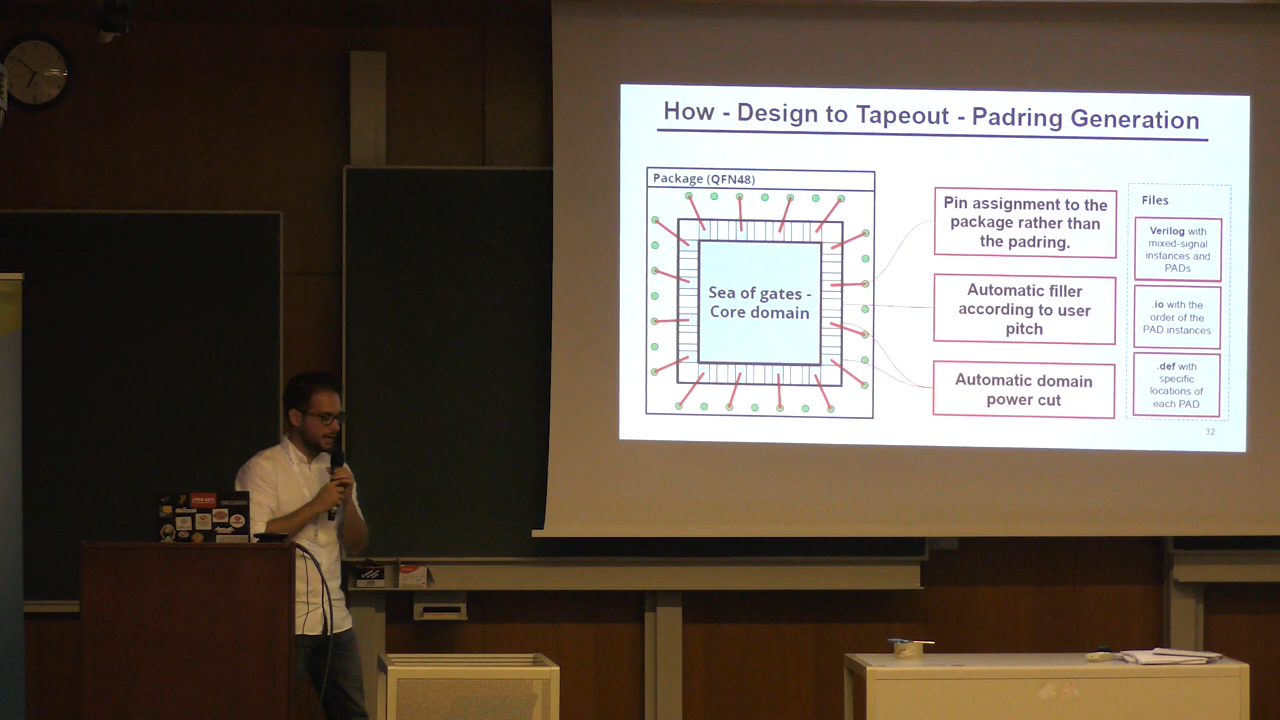 How - Design to Tapeout - Padring Generation
Package (QFN48)
Sea of gates -
Core domain
Pin assignment to the
package rather than
the padring.
Automatic filler
according to user
pitch
Automatic domain
power cut
Files
Verilog with
mixed-signal
instances and
PADs
.io with the
order of the
PAD instances
.def with
specific
locations of
each PAD
32